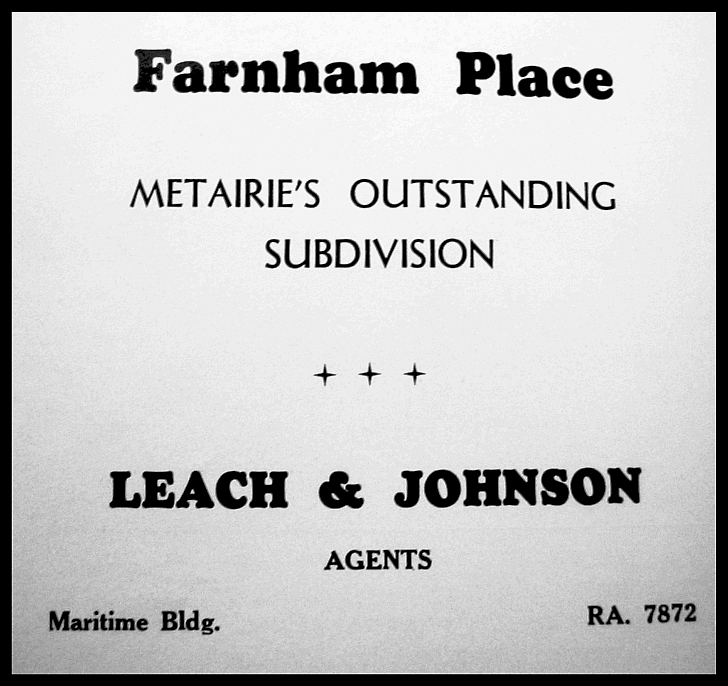 Farnham Place
METAIRIE'S OUTSTANDING
SUBDIVISION
LEACH & JOHNSON
AGENTS
Maritime Bldg.
RA. 7872